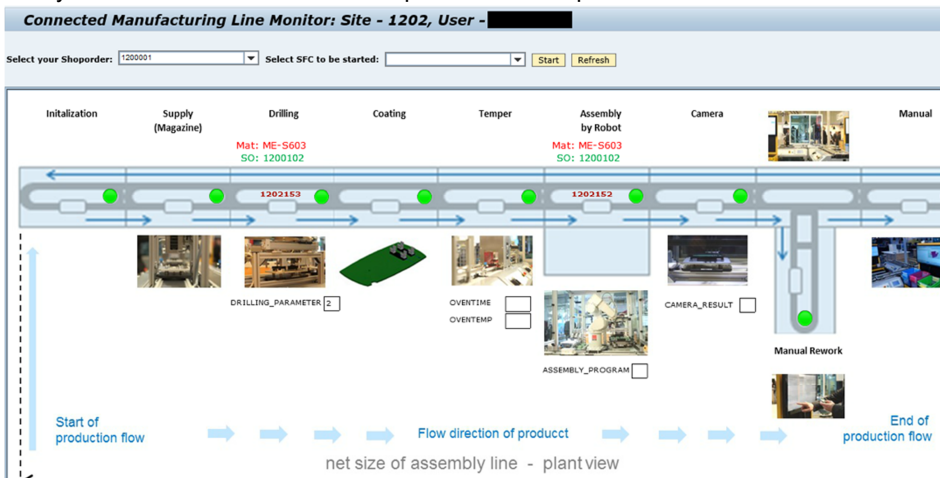 Connected Manufacturing Line Monitor: Site - 1202, User -
Select your Shoporder: 1200001 Select SFC to be started: Start Refresh
Initalization Supply Drilling Coating Temper Assembly Camera Manual
(Magazine) by Robot
Mat: ME-S603 Mat: ME-S603
SO: 1200102 SO: 1200102
1202153 1202152
DRILLING_PARAMETER 2 OVENTIME CAMERA_RESULT
OVENTEMP
Manual Rework
ASSEMBLY_PROGRAM
Start of End of
production flow Flow direction of producct production flow
net size of assembly line - plant view